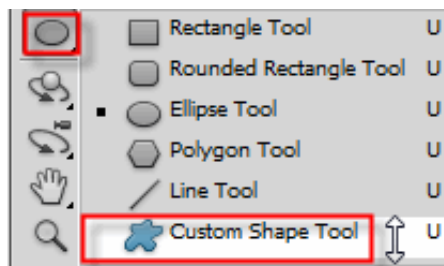 Rectangle Tool U
Rounded Rectangle Tool U
Ellipse Tool U
Polygon Tool U
Line Tool U
Custom Shape Tool U